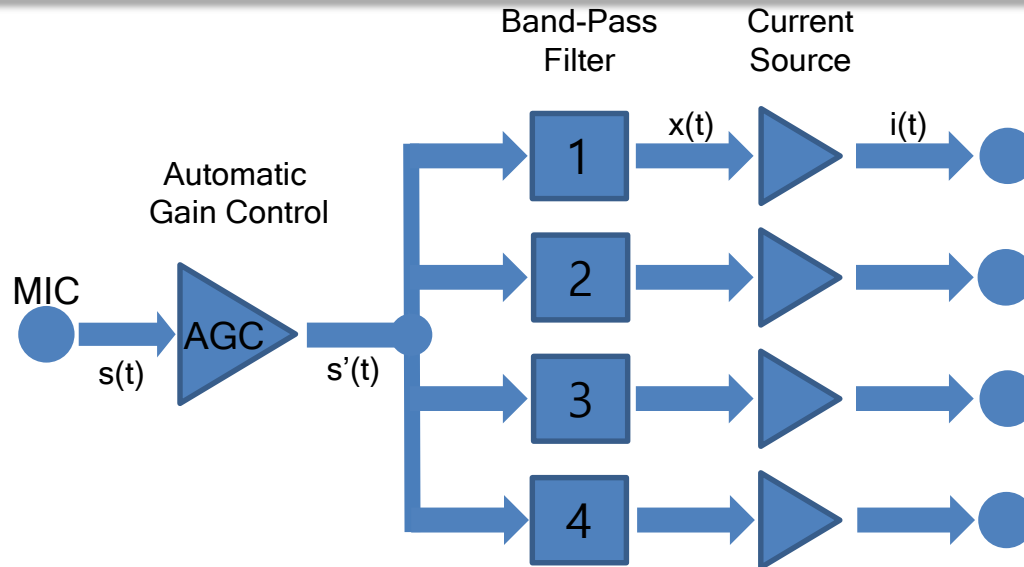 Band-Pass
Filter
Current
Source
Automatic
Gain Control
MIC
AGC
s(t)
s’(t)
1
x(t)
i(t)
2
3
4